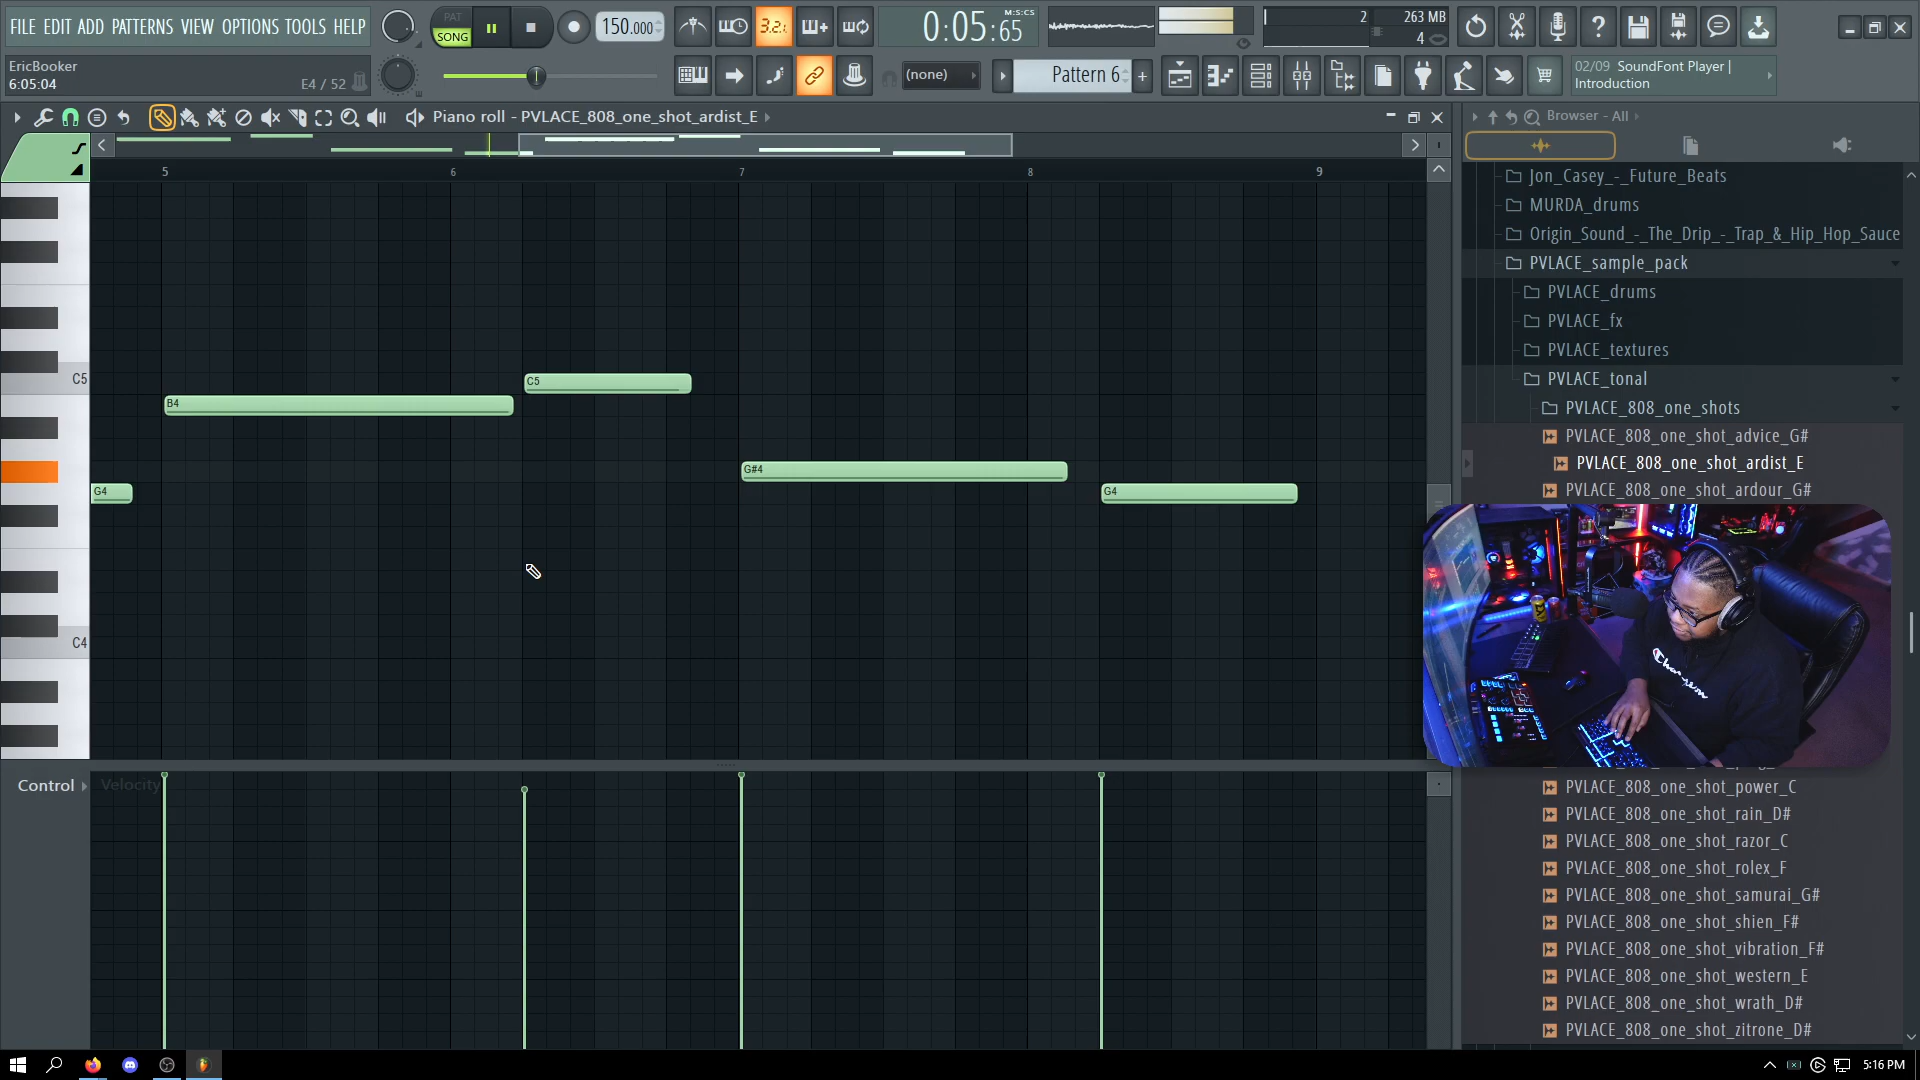 FILE EDIT ADD PATTERNS VIEW OPTIONS TOOLS HELP
PAT
SONG
150.000
3.2.
0:05:65
M:S:CS
2
263 MB
4
EricBooker
6:05:04
E4 / 52
(none)
Pattern 6
02/09 SoundFont Player |
Introduction
Piano roll - PVLACE_808_one_shot_ardist_E
Browser - All
5
6
7
8
9
C5
C4
G4
B4
C5
G#4
G4
Control
Velocity
Jon_Casey_-_Future_Beats
MURDA_drums
Origin_Sound_-_The_Drip_-_Trap_&_Hip_Hop_Sauce
PVLACE_sample_pack
PVLACE_drums
PVLACE_fx
PVLACE_textures
PVLACE_tonal
PVLACE_808_one_shots
PVLACE_808_one_shot_advice_G#
PVLACE_808_one_shot_ardist_E
PVLACE_808_one_shot_ardour_G#
Champion
PVLACE_808_one_shot_power_C
PVLACE_808_one_shot_rain_D#
PVLACE_808_one_shot_razor_C
PVLACE_808_one_shot_rolex_F
PVLACE_808_one_shot_samurai_G#
PVLACE_808_one_shot_shien_F#
PVLACE_808_one_shot_vibration_F#
PVLACE_808_one_shot_western_E
PVLACE_808_one_shot_wrath_D#
PVLACE_808_one_shot_zitrone_D#
5:16 PM